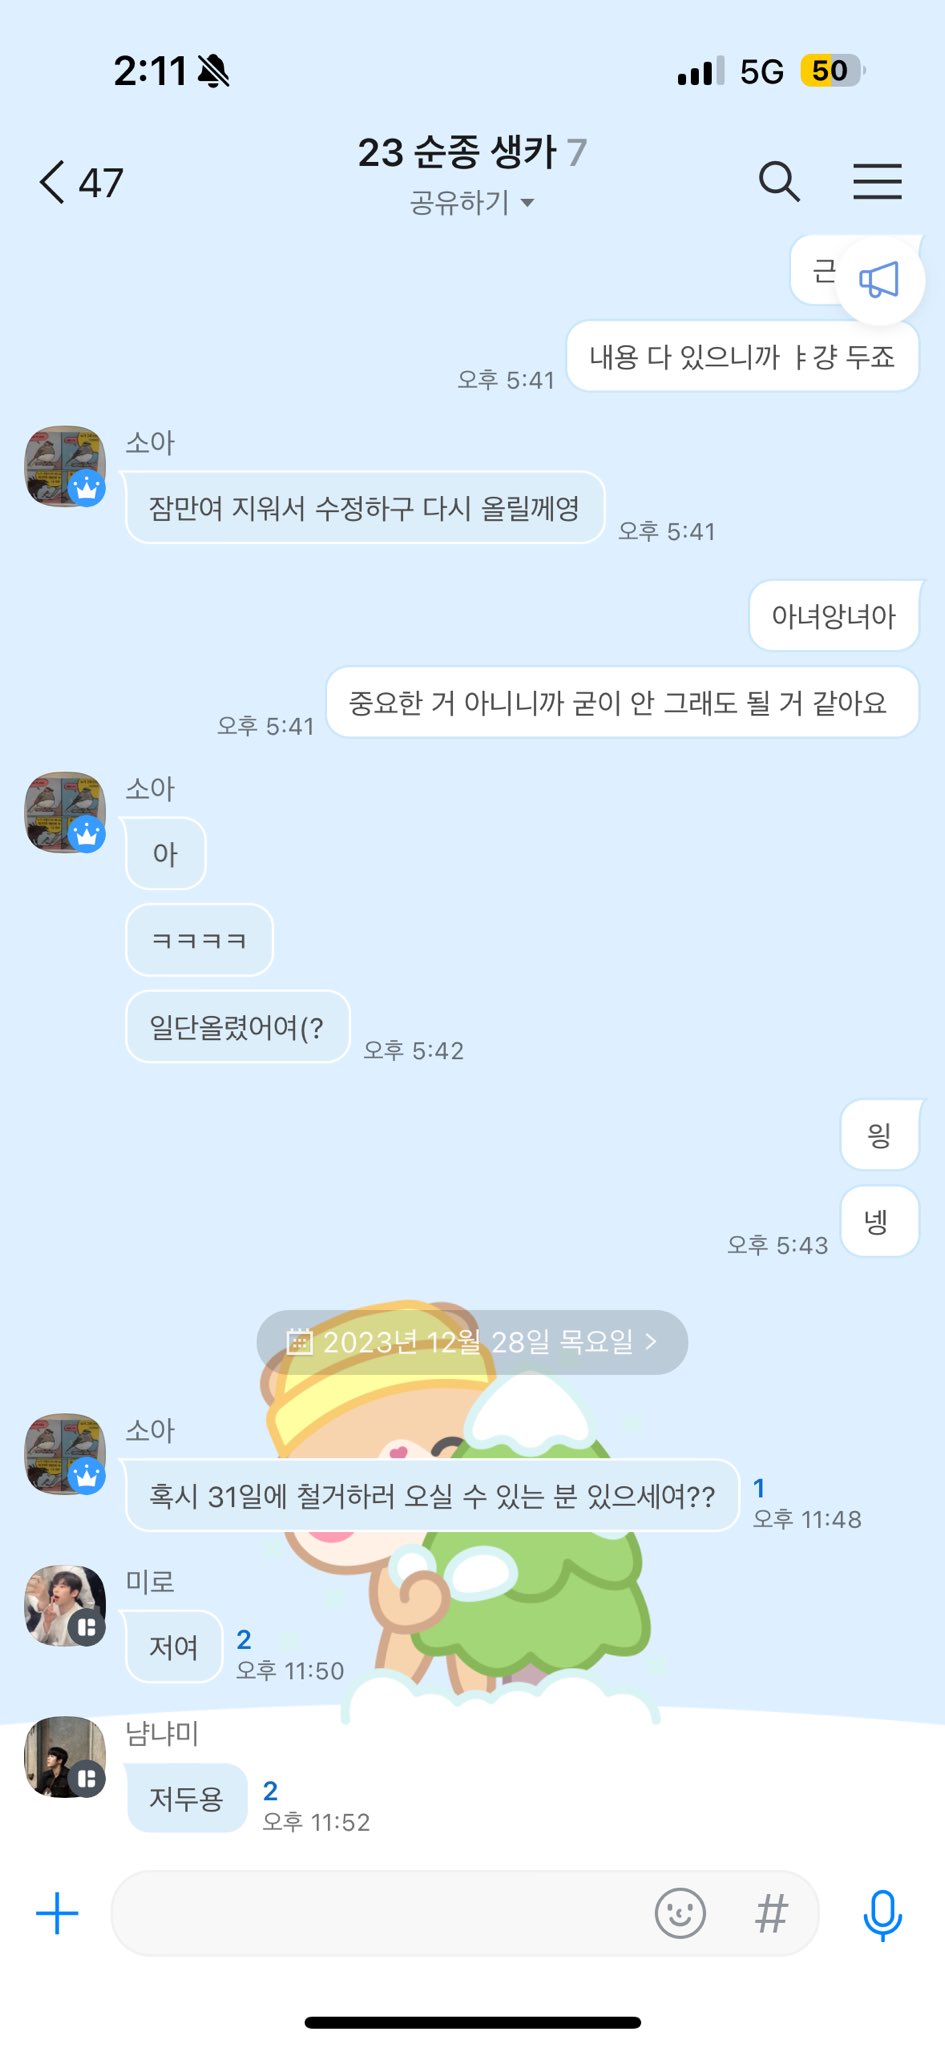 2:11
5G
50
47
23 순종 생카 7
공유하기
근
내용 다 있으니까 ㅑ걍 두죠
오후 5:41
소아
잠만여 지워서 수정하구 다시 올릴께영
오후 5:41
아녀앙녀아
중요한 거 아니니까 굳이 안 그래도 될 거 같아요
오후 5:41
소아
아
ㅋㅋㅋㅋ
일단올렸어여(?
오후 5:42
읭
넹
오후 5:43
2023년 12월 28일 목요일 >
소아
혹시 31일에 철거하러 오실 수 있는 분 있으세여??
1
오후 11:48
미로
저여
2
오후 11:50
냠냐미
저두용
2
오후 11:52
#